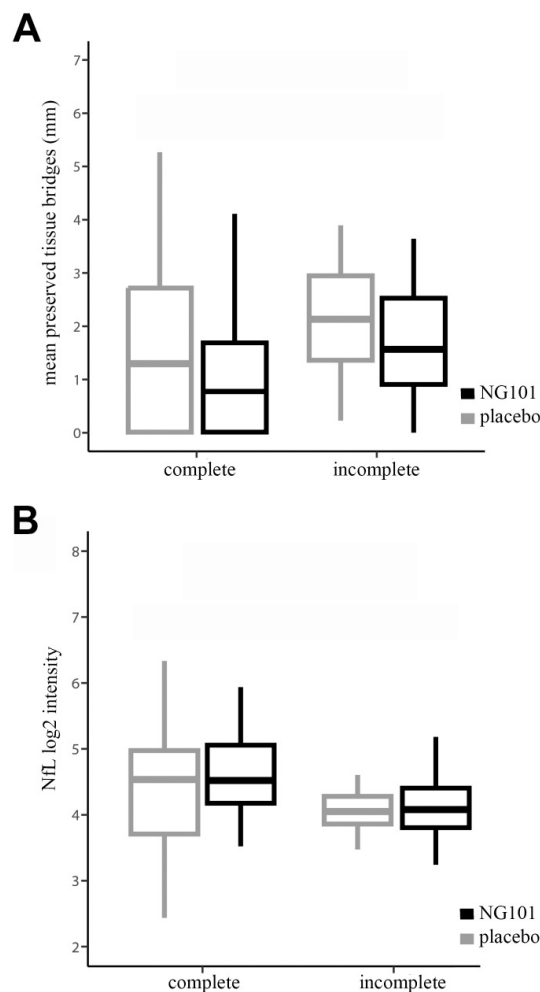 A
mean preserved tissue bridges (mm)
7
6
5
4
3
2
1
0
NG101
placebo
complete
incomplete
B
NfL log2 intensity
8
7
6
5
4
3
2
NG101
placebo
complete
incomplete